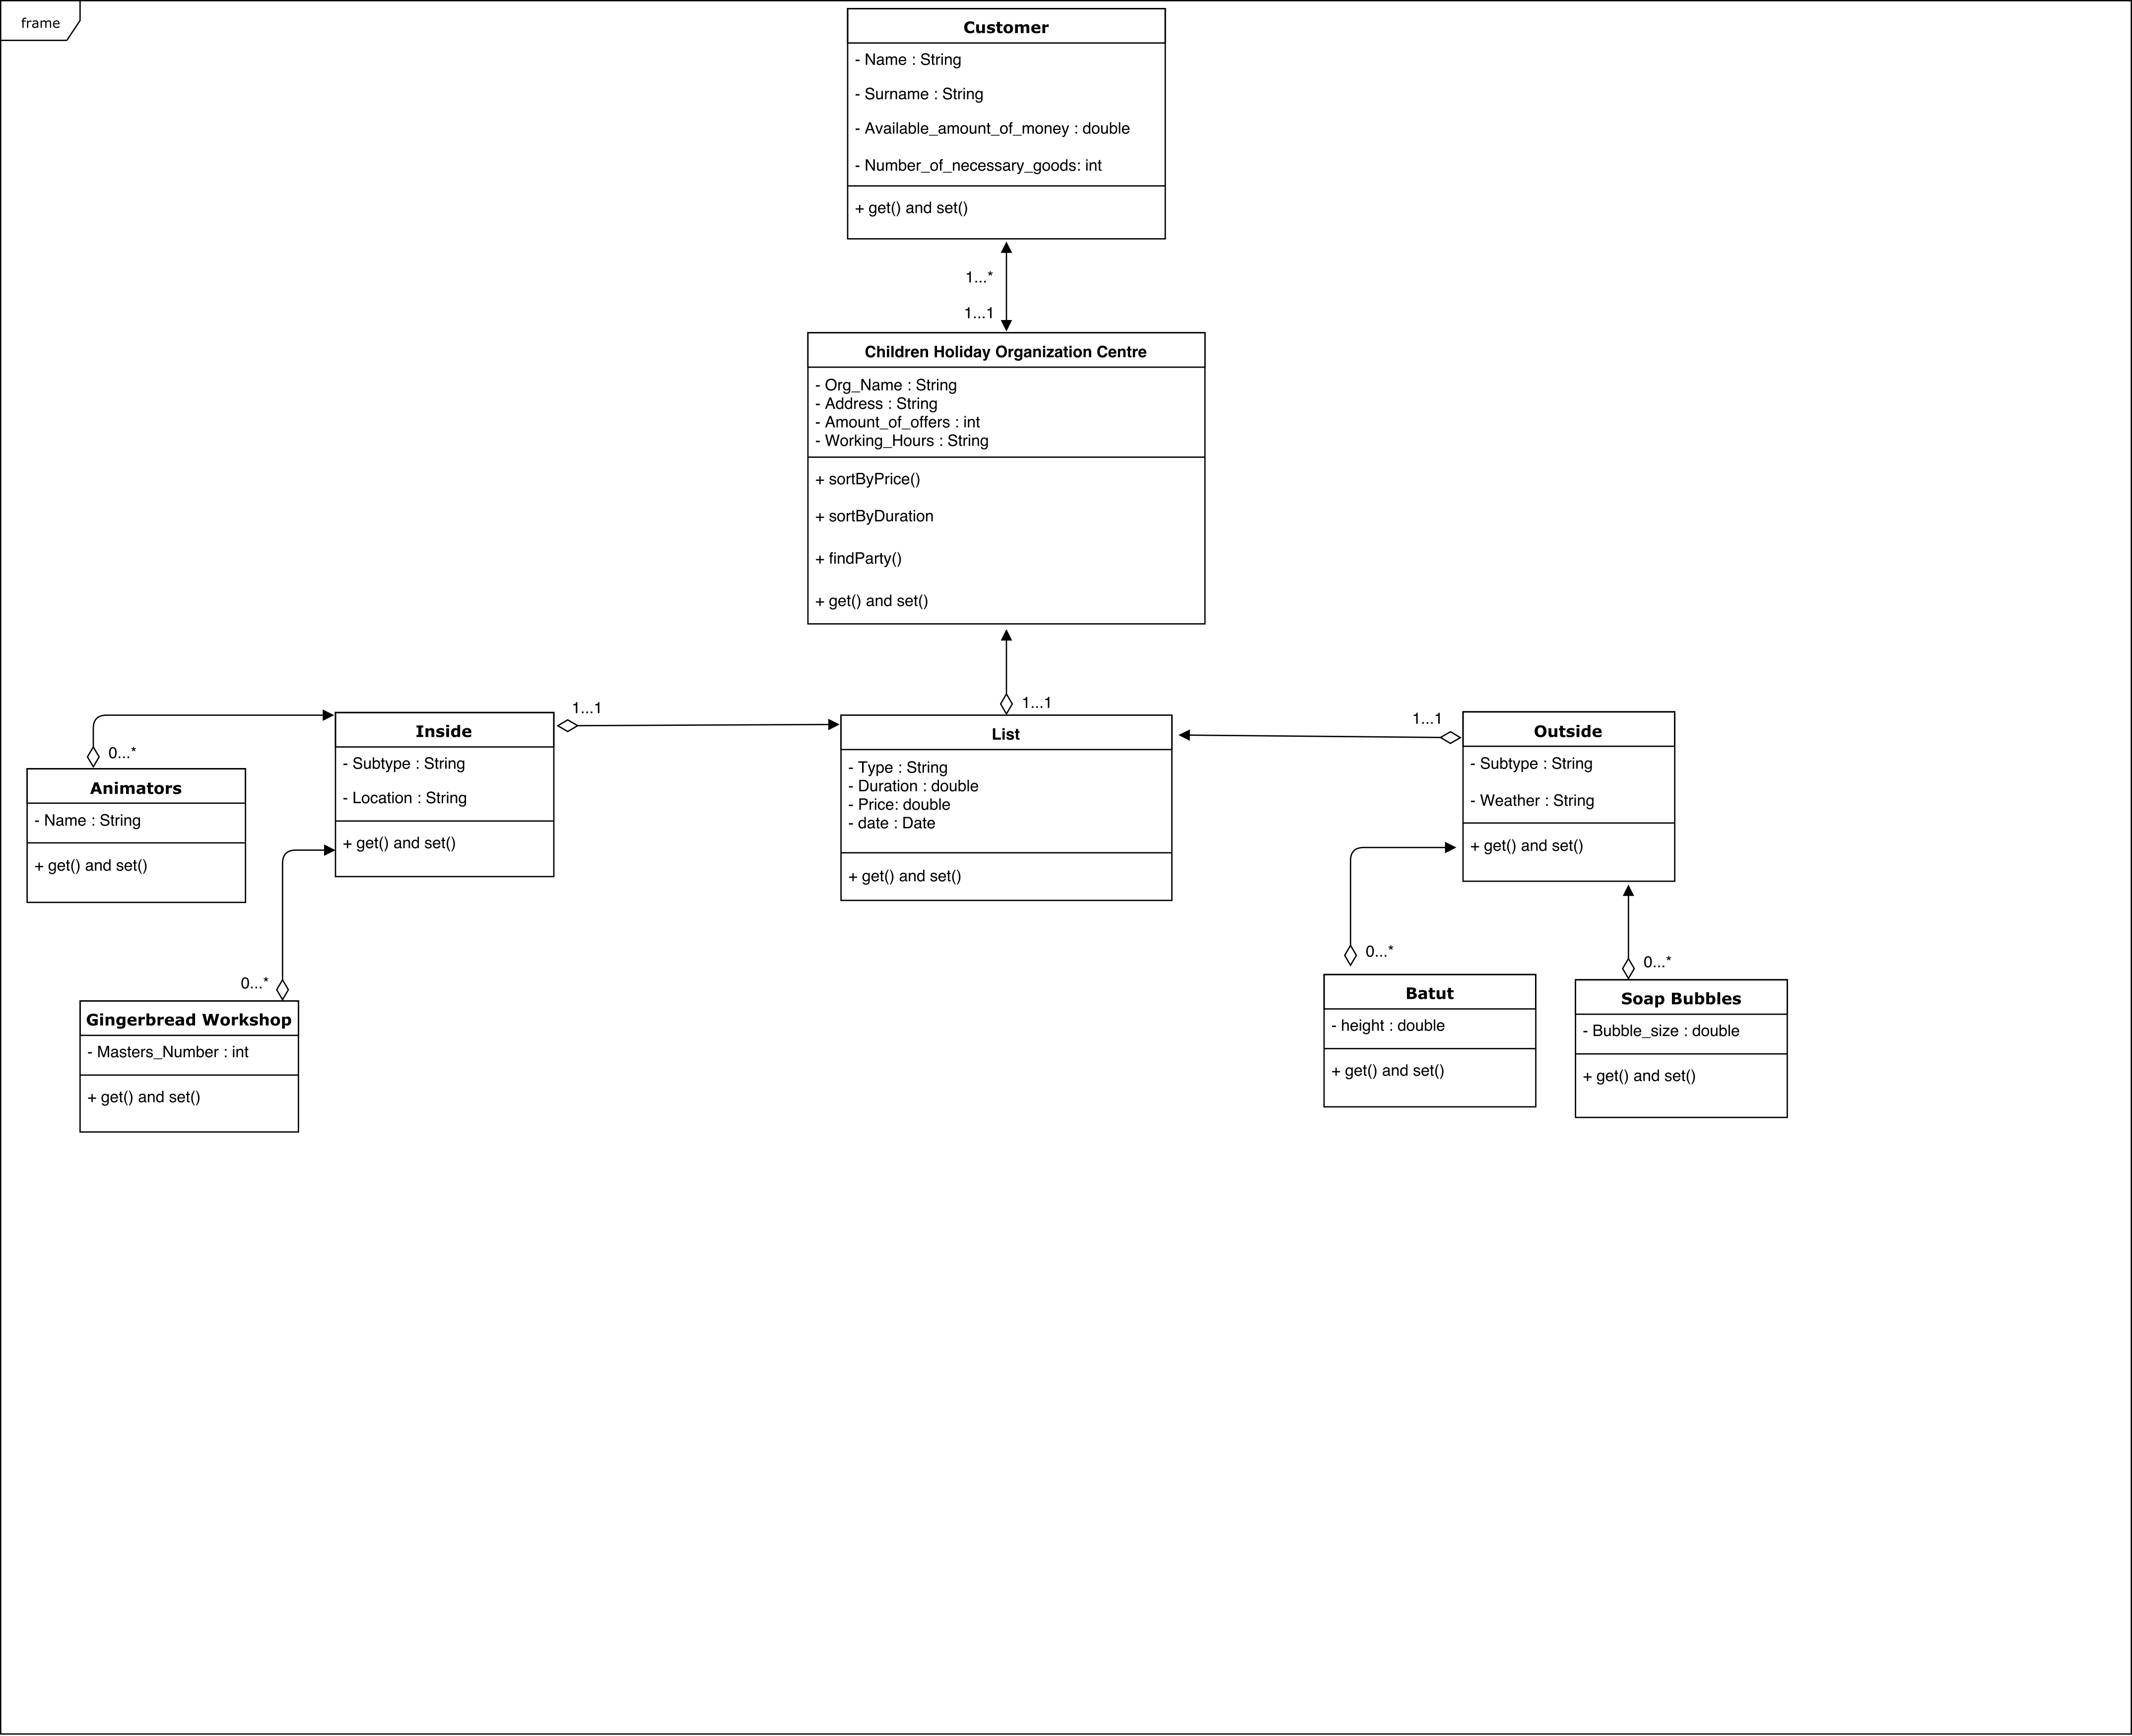 frame
Customer
- Name : String
- Surname : String
- Available_amount_of_money : double
- Number_of_necessary_goods: int
+ get() and set()
1...*
1...1
Children Holiday Organization Centre
- Org_Name : String
- Address : String
- Amount_of_offers : int
- Working_Hours : String
+ sortByPrice()
+ sortByDuration
+ findParty()
+ get() and set()
1...1
0...*
Animators
- Name : String
+ get() and set()
1...1
Inside
- Subtype : String
- Location : String
+ get() and set()
0...*
Gingerbread Workshop
- Masters_Number : int
+ get() and set()
List
- Type : String
- Duration : double
- Price: double
- date : Date
+ get() and set()
1...1
Outside
- Subtype : String
- Weather : String
+ get() and set()
0...*
Batut
- height : double
+ get() and set()
0...*
Soap Bubbles
- Bubble_size : double
+ get() and set()